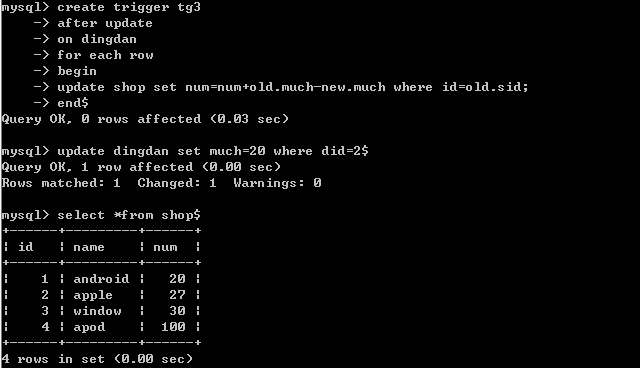 mysql> create trigger tg3
    -> after update
    -> on dingdan
    -> for each row
    -> begin
    -> update shop set num=num+old.much-new.much where id=old.sid;
    -> end$
Query OK, 0 rows affected (0.03 sec)

mysql> update dingdan set much=20 where did=2$
Query OK, 1 row affected (0.00 sec)
Rows matched: 1  Changed: 1  Warnings: 0

mysql> select *from shop$
+------+---------+------+
| id   | name    | num  |
+------+---------+------+
|    1 | android |   20 |
|    2 | apple   |   27 |
|    3 | window  |   30 |
|    4 | apod    |  100 |
+------+---------+------+
4 rows in set (0.00 sec)